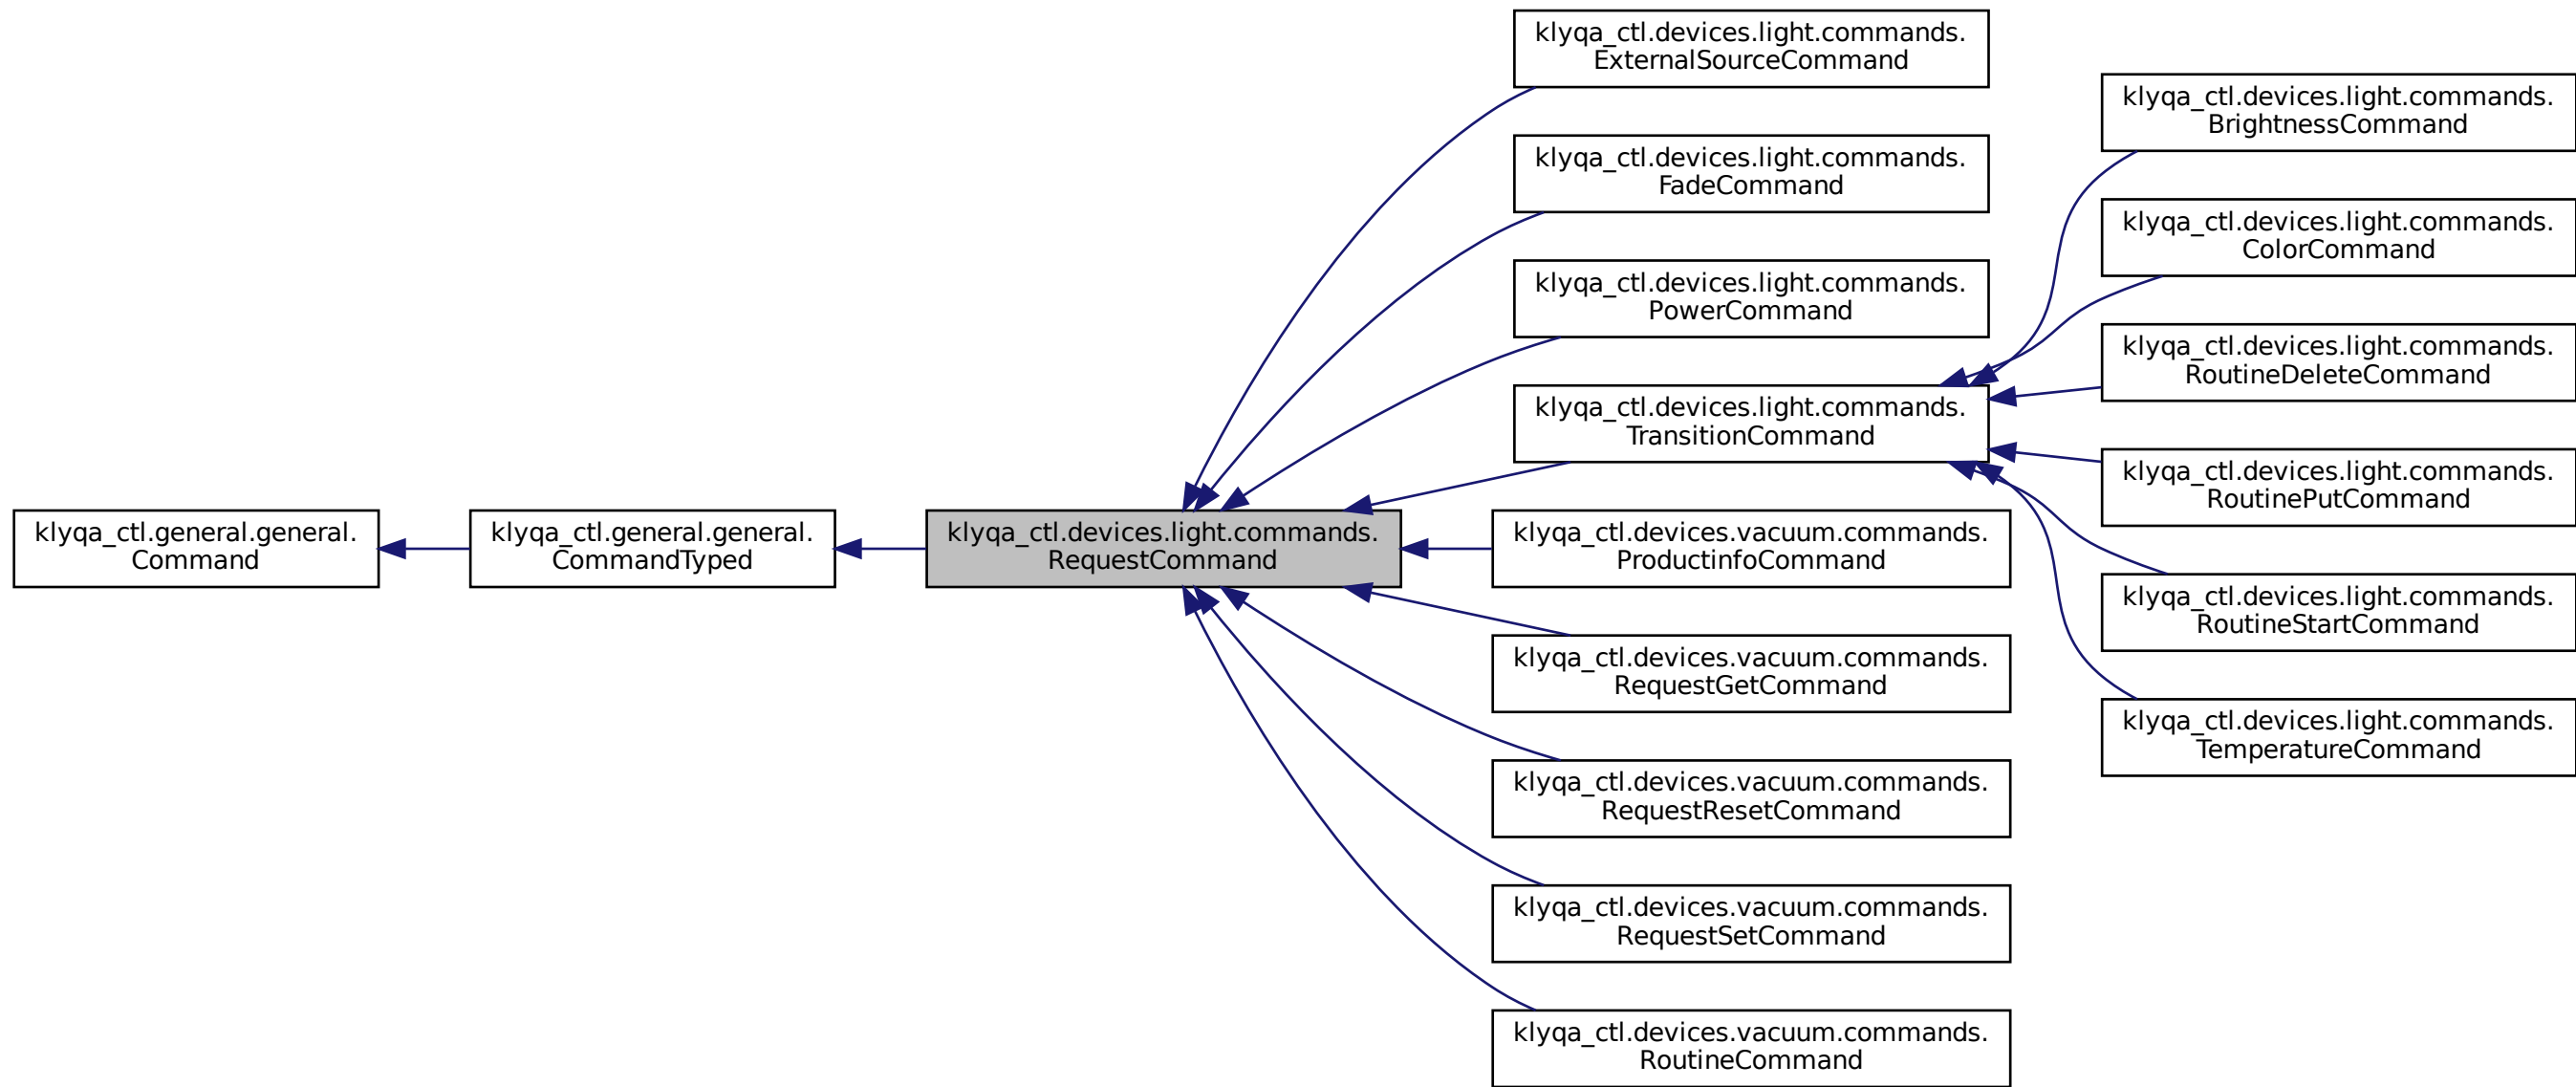 klyqa_ctl.general.general.
Command
klyqa_ctl.general.general.
CommandTyped
klyqa_ctl.devices.light.commands.
RequestCommand
klyqa_ctl.devices.light.commands.
ExternalSourceCommand
klyqa_ctl.devices.light.commands.
FadeCommand
klyqa_ctl.devices.light.commands.
PowerCommand
klyqa_ctl.devices.light.commands.
TransitionCommand
klyqa_ctl.devices.vacuum.commands.
ProductinfoCommand
klyqa_ctl.devices.vacuum.commands.
RequestGetCommand
klyqa_ctl.devices.vacuum.commands.
RequestResetCommand
klyqa_ctl.devices.vacuum.commands.
RequestSetCommand
klyqa_ctl.devices.vacuum.commands.
RoutineCommand
klyqa_ctl.devices.light.commands.
BrightnessCommand
klyqa_ctl.devices.light.commands.
ColorCommand
klyqa_ctl.devices.light.commands.
RoutineDeleteCommand
klyqa_ctl.devices.light.commands.
RoutinePutCommand
klyqa_ctl.devices.light.commands.
RoutineStartCommand
klyqa_ctl.devices.light.commands.
TemperatureCommand